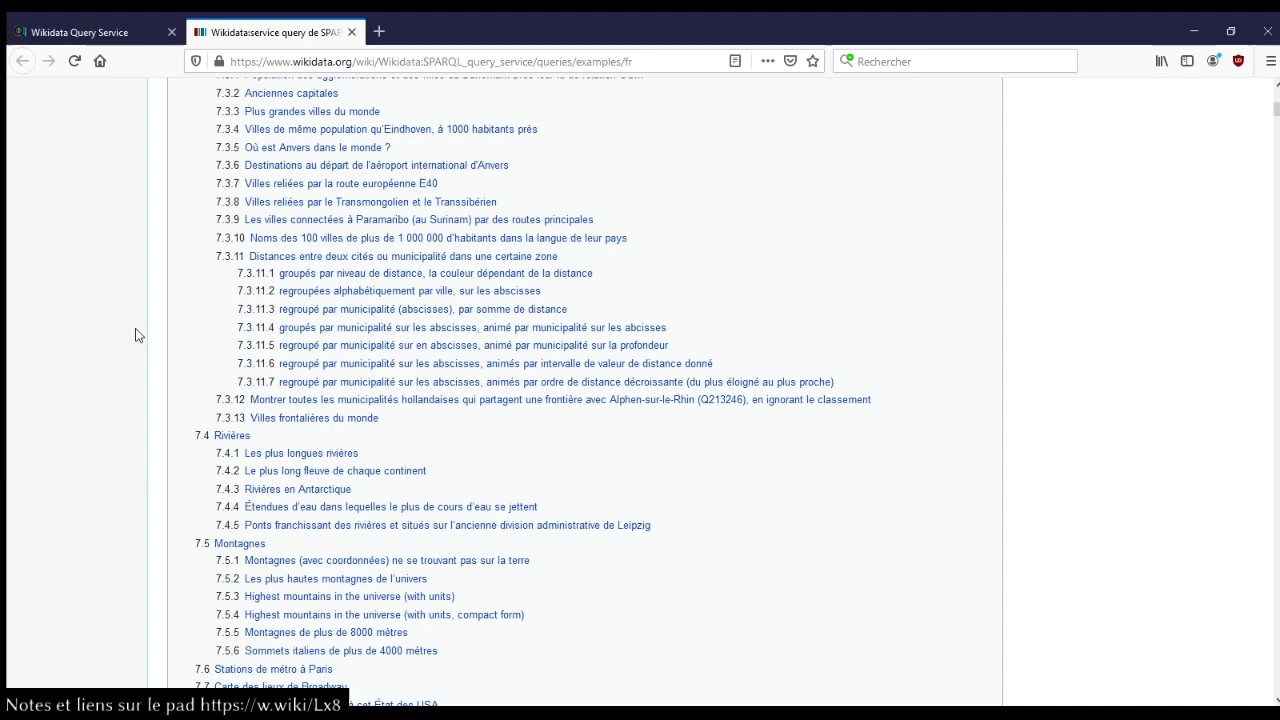 Wikidata Query Service
Wikidata:service query de SPAR
https://www.wikidata.org/wiki/Wikidata:SPARQL_query_service/queries/examples/fr
Rechercher
7.3.2 Anciennes capitales
7.3.3 Plus grandes villes du monde
7.3.4 Villes de même population qu'Eindhoven, à 1000 habitants près
7.3.5 Où est Anvers dans le monde ?
7.3.6 Destinations au départ de l'aéroport international d'Anvers
7.3.7 Villes reliées par la route européenne E40
7.3.8 Villes reliées par le Transmongolien et le Transsibérien
7.3.9 Les villes connectées à Paramaribo (au Surinam) par des routes principales
7.3.10 Noms des 100 villes de plus de 1 000 000 d'habitants dans la langue de leur pays
7.3.11 Distances entre deux cités ou municipalité dans une certaine zone
7.3.11.1 groupés par niveau de distance, la couleur dépendant de la distance
7.3.11.2 regroupées alphabétiquement par ville, sur les abscisses
7.3.11.3 regroupé par municipalité (abscisses), par somme de distance
7.3.11.4 groupés par municipalité sur les abscisses, animé par municipalité sur les abcisses
7.3.11.5 regroupé par municipalité sur en abscisses, animé par municipalité sur la profondeur
7.3.11.6 regroupé par municipalité sur les abscisses, animés par intervalle de valeur de distance donné
7.3.11.7 regroupé par municipalité sur les abscisses, animés par ordre de distance décroissante (du plus éloigné au plus proche)
7.3.12 Montrer toutes les municipalités hollandaises qui partagent une frontière avec Alphen-sur-le-Rhin (Q213246), en ignorant le classement
7.3.13 Villes frontalières du monde
7.4 Rivières
7.4.1 Les plus longues rivières
7.4.2 Le plus long fleuve de chaque continent
7.4.3 Rivières en Antarctique
7.4.4 Étendues d'eau dans lequelles le plus de cours d'eau se jettent
7.4.5 Ponts franchissant des rivières et situés sur l'ancienne division administrative de Leipzig
7.5 Montagnes
7.5.1 Montagnes (avec coordonnées) ne se trouvant pas sur la terre
7.5.2 Les plus hautes montagnes de l'univers
7.5.3 Highest mountains in the universe (with units)
7.5.4 Highest mountains in the universe (with units, compact form)
7.5.5 Montagnes de plus de 8000 mètres
7.5.6 Sommets italiens de plus de 4000 mètres
7.6 Stations de métro à Paris
7.7 Carte des lieux de Broadway
cet État des USA
Notes et liens sur le pad https://w.wiki/Lx8